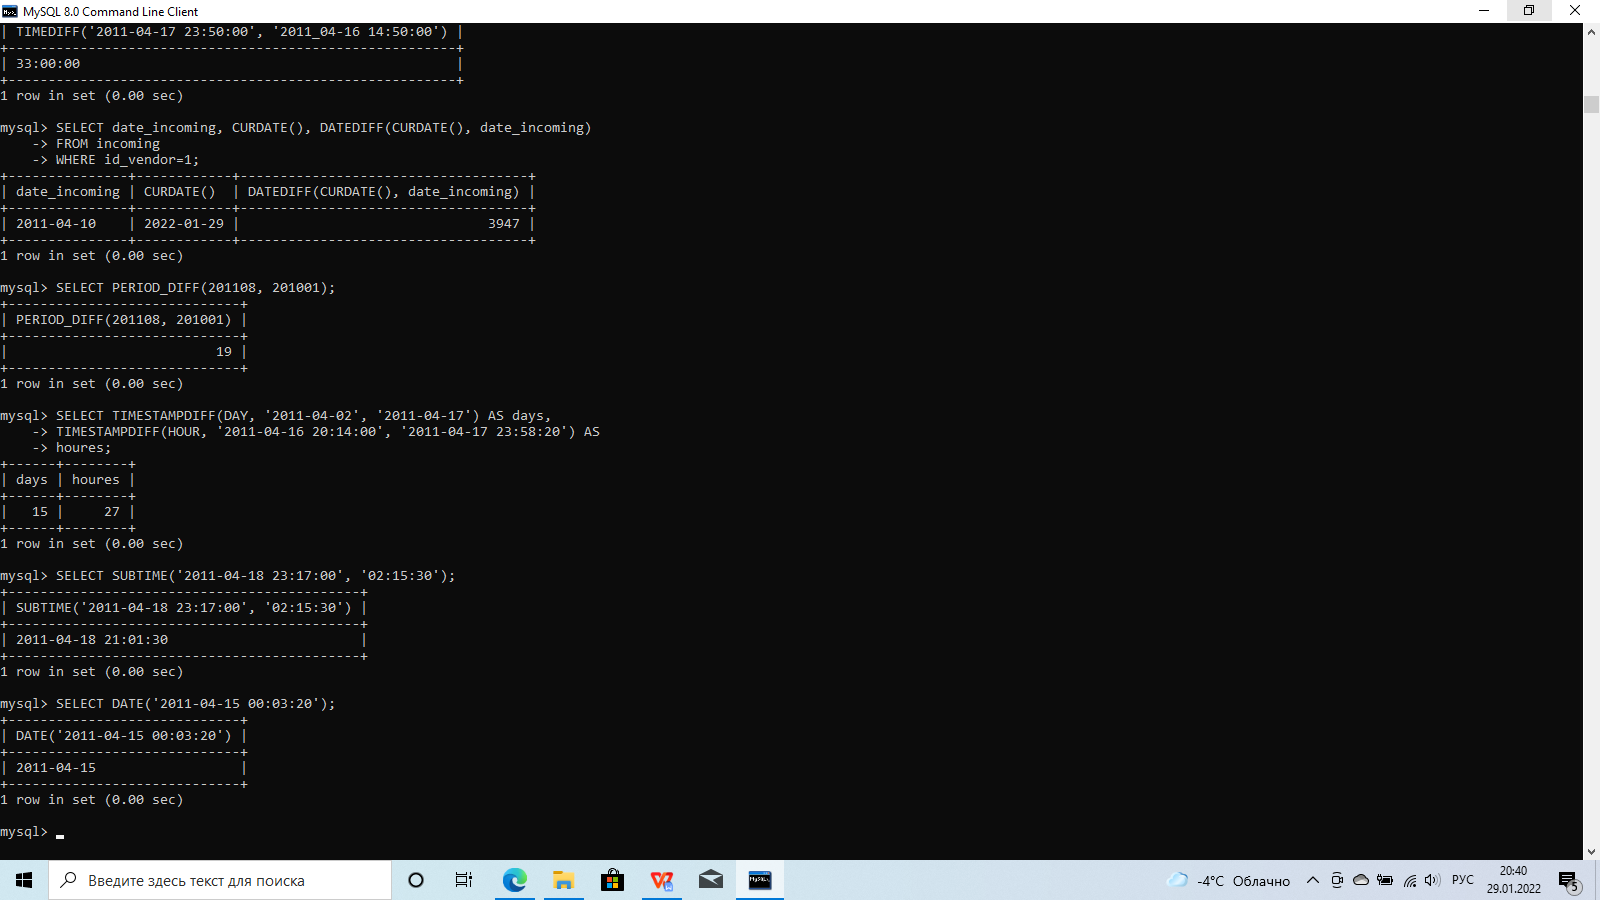 MySQL 8.0 Command Line Client
| TIMEDIFF('2011-04-17 23:50:00', '2011_04-16 14:50:00') |
+--------------------------------------------------------+
| 33:00:00                                               |
+--------------------------------------------------------+
1 row in set (0.00 sec)
mysql> SELECT date_incoming, CURDATE(), DATEDIFF(CURDATE(), date_incoming)
    -> FROM incoming
    -> WHERE id_vendor=1;
+---------------+------------+------------------------------------+
| date_incoming | CURDATE()  | DATEDIFF(CURDATE(), date_incoming) |
+---------------+------------+------------------------------------+
| 2011-04-10    | 2022-01-29 |                               3947 |
+---------------+------------+------------------------------------+
1 row in set (0.00 sec)
mysql> SELECT PERIOD_DIFF(201108, 201001);
+-----------------------------+
| PERIOD_DIFF(201108, 201001) |
+-----------------------------+
|                          19 |
+-----------------------------+
1 row in set (0.00 sec)
mysql> SELECT TIMESTAMPDIFF(DAY, '2011-04-02', '2011-04-17') AS days,
    -> TIMESTAMPDIFF(HOUR, '2011-04-16 20:14:00', '2011-04-17 23:58:20') AS
    -> houres;
+------+--------+
| days | houres |
+------+--------+
|   15 |     27 |
+------+--------+
1 row in set (0.00 sec)
mysql> SELECT SUBTIME('2011-04-18 23:17:00', '02:15:30');
+--------------------------------------------+
| SUBTIME('2011-04-18 23:17:00', '02:15:30') |
+--------------------------------------------+
| 2011-04-18 21:01:30                        |
+--------------------------------------------+
1 row in set (0.00 sec)
mysql> SELECT DATE('2011-04-15 00:03:20');
+-----------------------------+
| DATE('2011-04-15 00:03:20') |
+-----------------------------+
| 2011-04-15                  |
+-----------------------------+
1 row in set (0.00 sec)
mysql>
Введите здесь текст для поиска
-4°C Облачно
РУС
20:40
29.01.2022
5